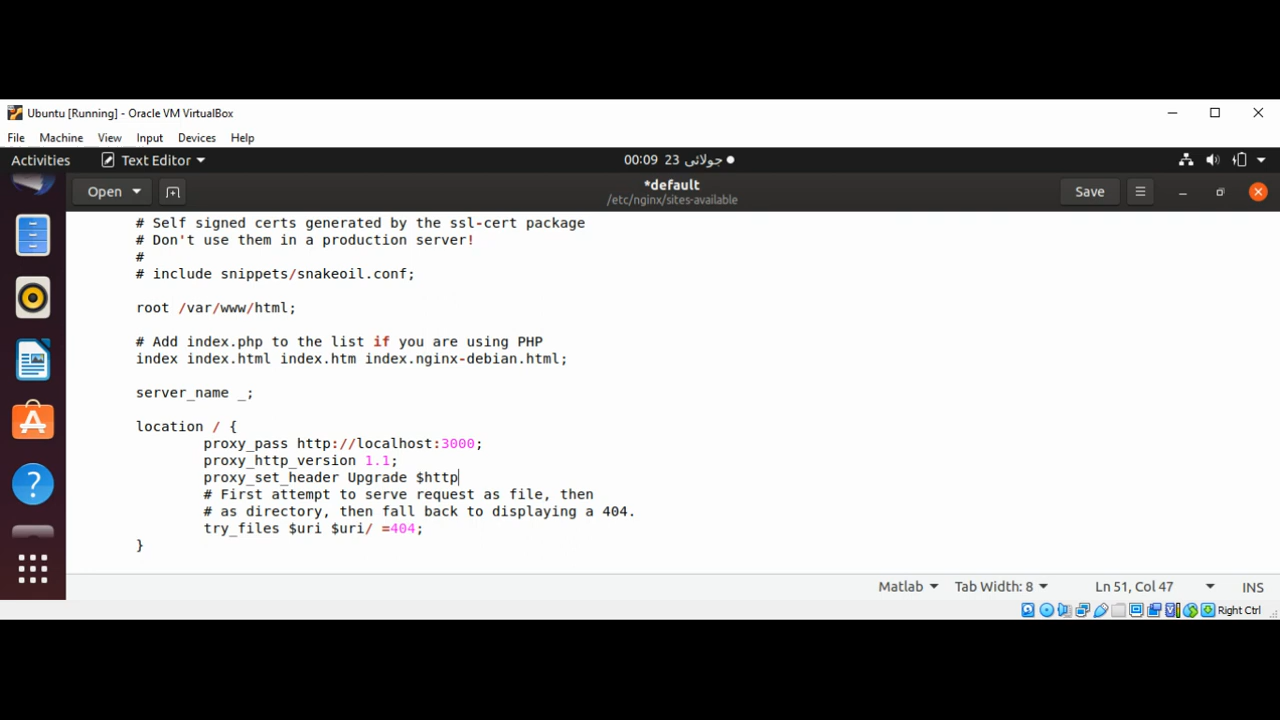 Ubuntu [Running] - Oracle VM VirtualBox
File Machine View Input Devices Help
Activities Text Editor 00:09 23 جولائی
Open *default Save
/etc/nginx/sites-available
# Self signed certs generated by the ssl-cert package
# Don't use them in a production server!
#
# include snippets/snakeoil.conf;
root /var/www/html;
# Add index.php to the list if you are using PHP
index index.html index.htm index.nginx-debian.html;
server_name _;
location / {
proxy_pass http://localhost:3000;
proxy_http_version 1.1;
proxy_set_header Upgrade $http
# First attempt to serve request as file, then
# as directory, then fall back to displaying a 404.
try_files $uri $uri/ =404;
}
Matlab Tab Width: 8 Ln 51, Col 47 INS
Right Ctrl